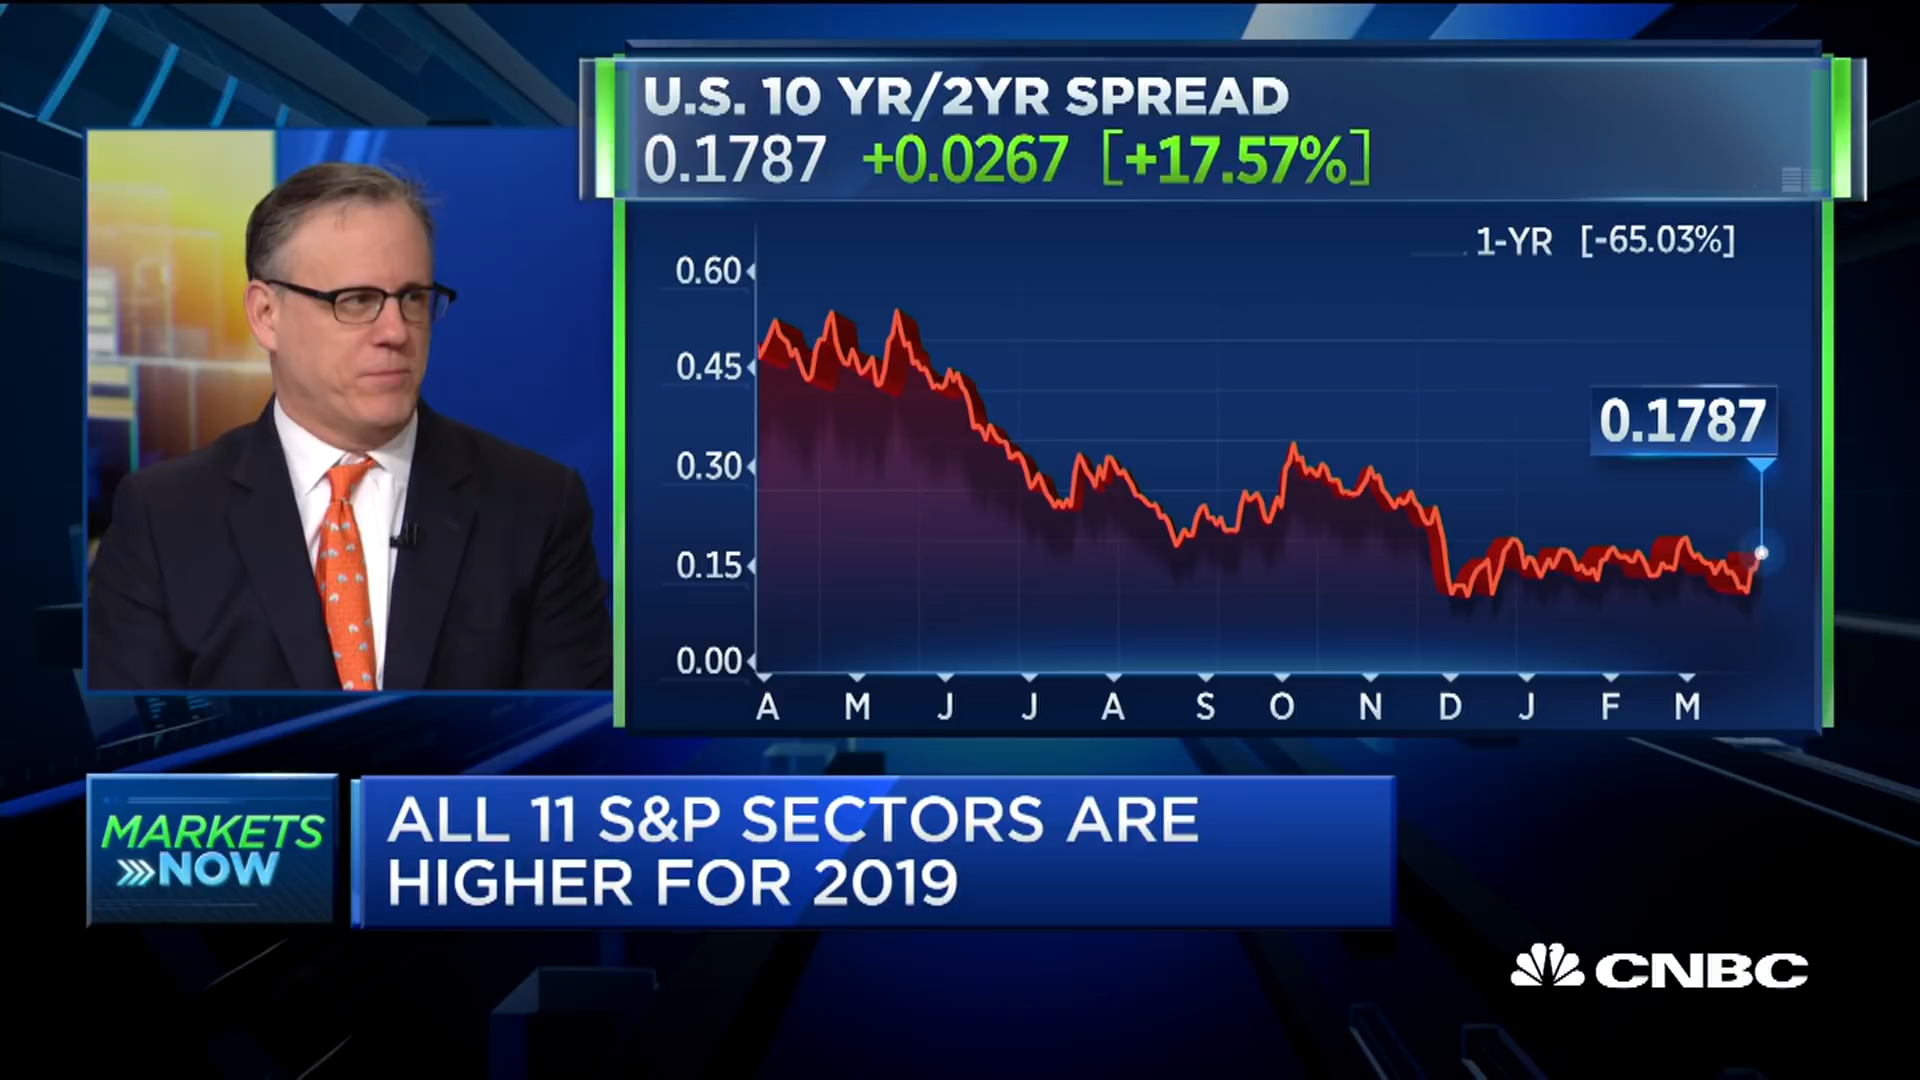 U.S. 10 YR/2YR SPREAD
0.1787 +0.0267 [+17.57%]
1-YR [-65.03%]
0.60
0.45
0.30
0.15
0.00
0.1787
A M J J A S O N D J F M
MARKETS
NOW
ALL 11 S&P SECTORS ARE
HIGHER FOR 2019
CNBC